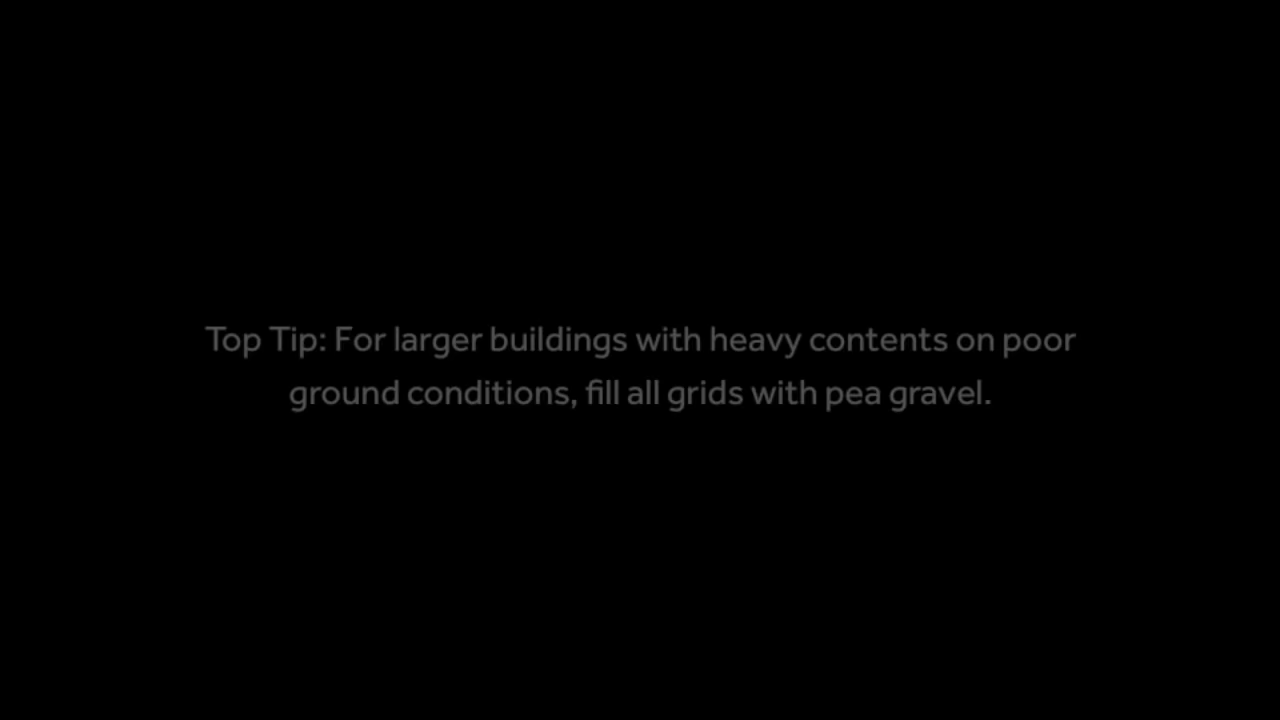 Top Tip: For larger buildings with heavy contents on poor
ground conditions, fill all grids with pea gravel.